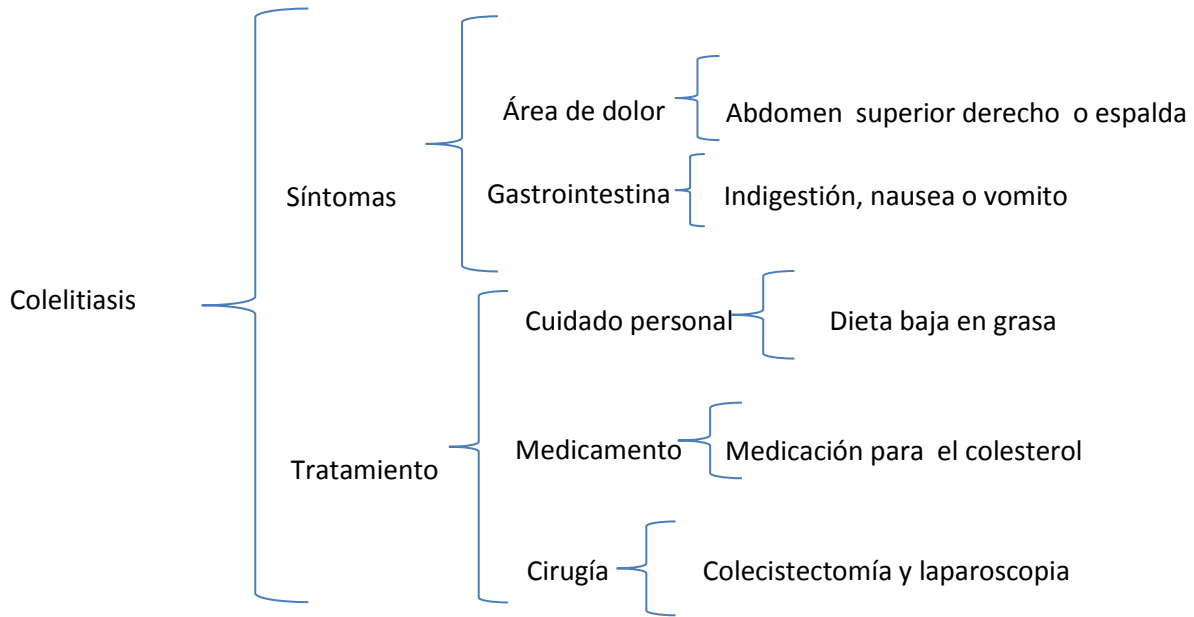 Colelitiasis
Síntomas
Área de dolor
Abdomen superior derecho o espalda
Gastrointestina
Indigestión, nausea o vomito
Tratamiento
Cuidado personal
Dieta baja en grasa
Medicamento
Medicación para el colesterol
Cirugía
Colecistectomía y laparoscopia